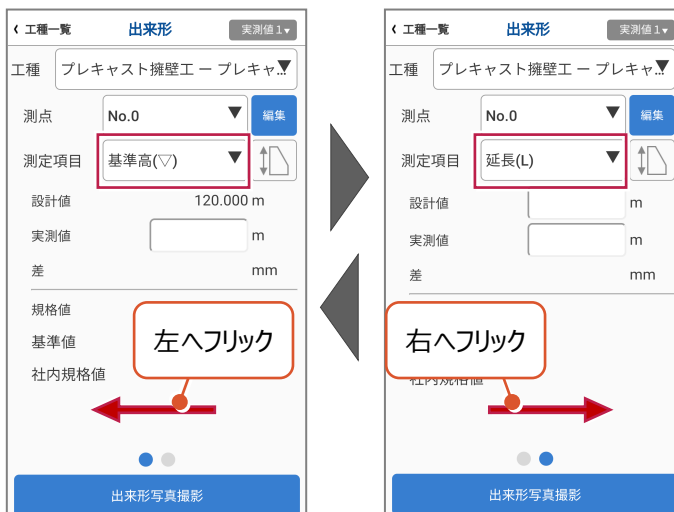 ‹ 工種一覧 出来形 実測値1▼
工種 プレキャスト擁壁工 ー プレキャ…▼
測点 No.0 ▼ 編集
測定項目 基準高(▽) ▼
設計値 120.000 m
実測値 m
差 mm
規格値
基準値
社内規格値
左へフリック
出来形写真撮影
‹ 工種一覧 出来形 実測値1▼
工種 プレキャスト擁壁工 ー プレキャ…▼
測点 No.0 ▼ 編集
測定項目 延長(L) ▼
設計値 m
実測値 m
差 mm
右へフリック
社内規格値
出来形写真撮影